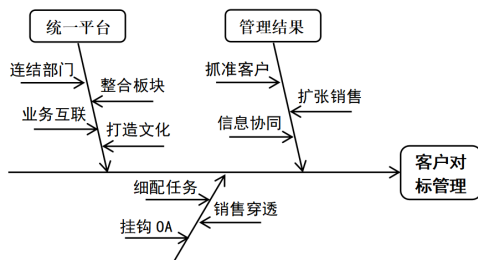 统一平台
管理结果
连结部门
整合板块
业务互联
打造文化
抓准客户
扩张销售
信息协同
客户对
标管理
细配任务
销售穿透
挂钩 OA